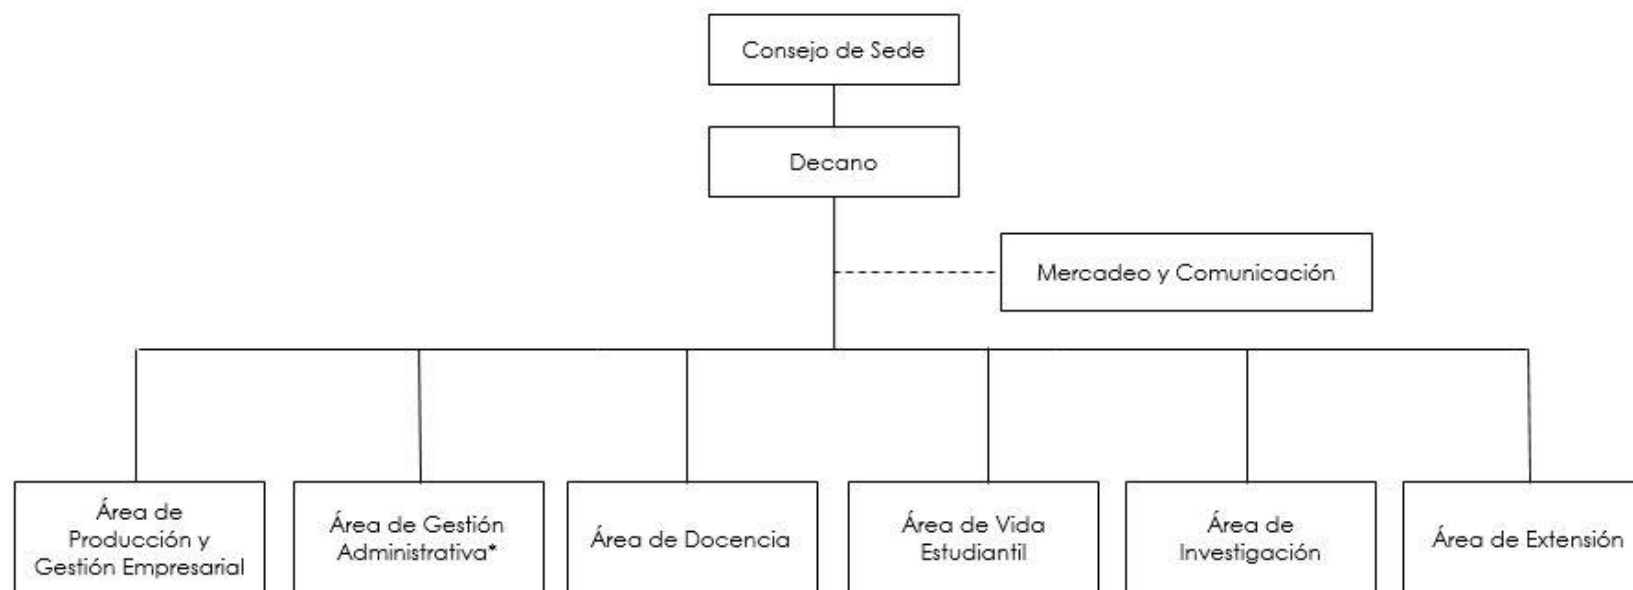 Consejo de Sede
Decano
Mercadeo y Comunicación
Área de
Producción y
Gestión Empresarial
Área de Gestión
Administrativa*
Área de Docencia
Área de Vida
Estudiantil
Área de
Investigación
Área de Extensión